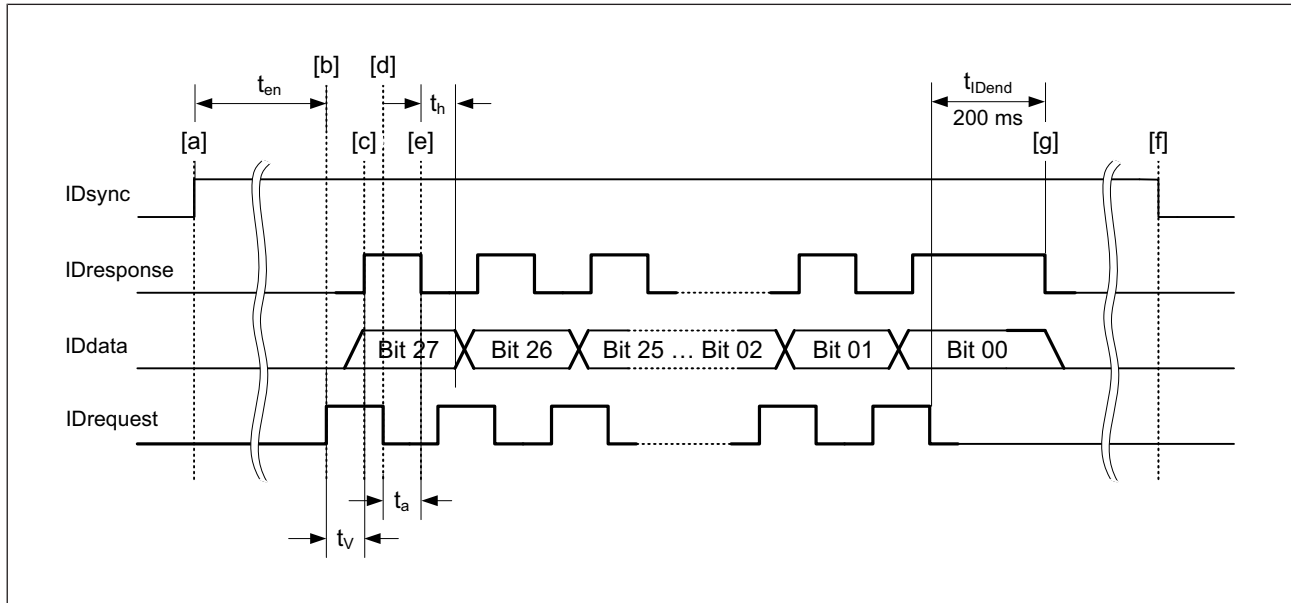 [b] [d]
t_en t_h t_IDend
200 ms
[a] [c] [e] [g] [f]
IDsync
IDresponse
IDdata Bit 27 Bit 26 Bit 25 … Bit 02 Bit 01 Bit 00
IDrequest
t_a
t_V